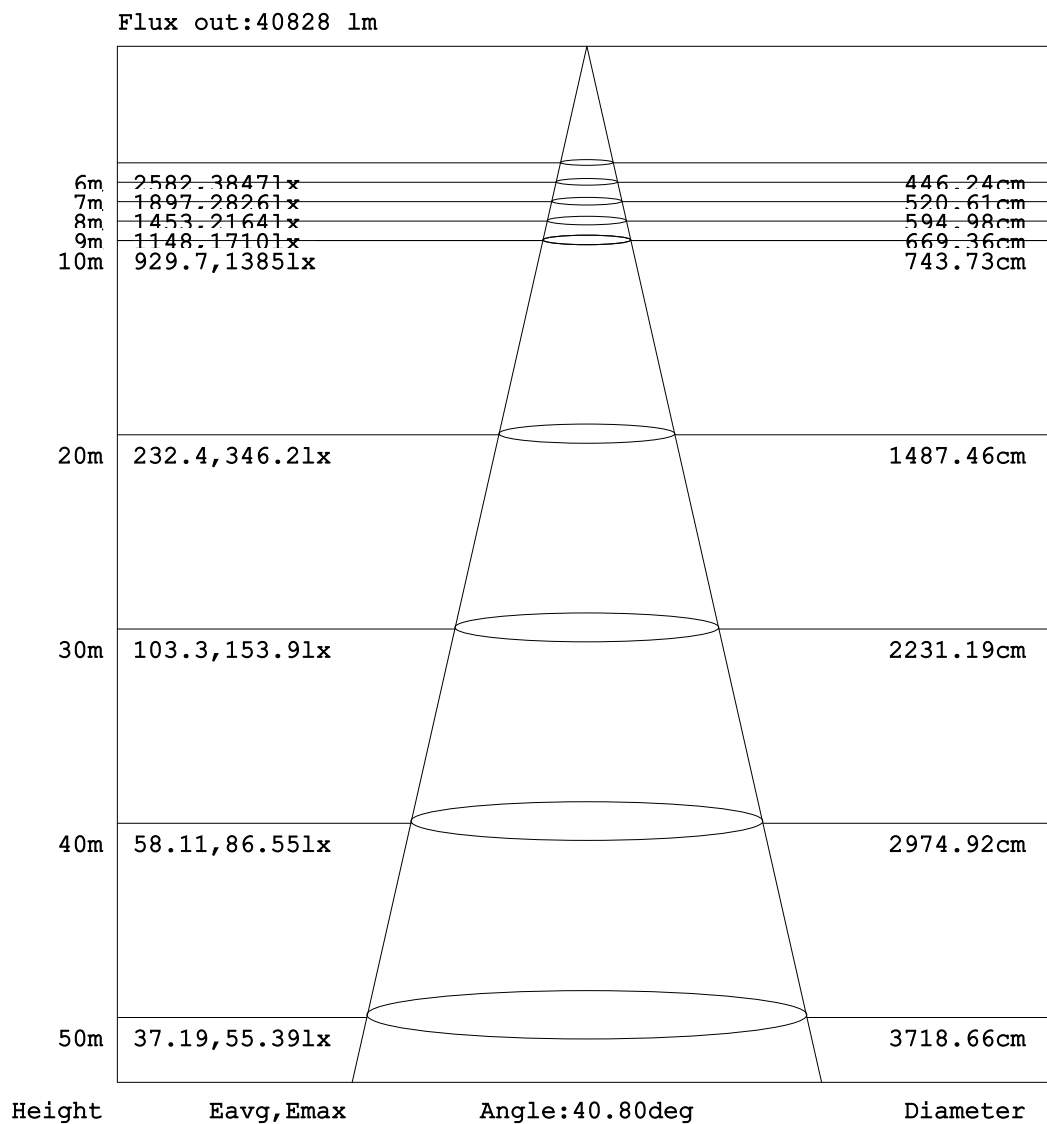 Flux out:40828 lm
6m 2582,3847lx 446.24cm
7m 1897,2826lx 520.61cm
8m 1453,2164lx 594.98cm
9m 1148,1710lx 669.36cm
10m 929.7,1385lx 743.73cm
20m 232.4,346.2lx 1487.46cm
30m 103.3,153.9lx 2231.19cm
40m 58.11,86.55lx 2974.92cm
50m 37.19,55.39lx 3718.66cm
Height Eavg,Emax Angle:40.80deg Diameter